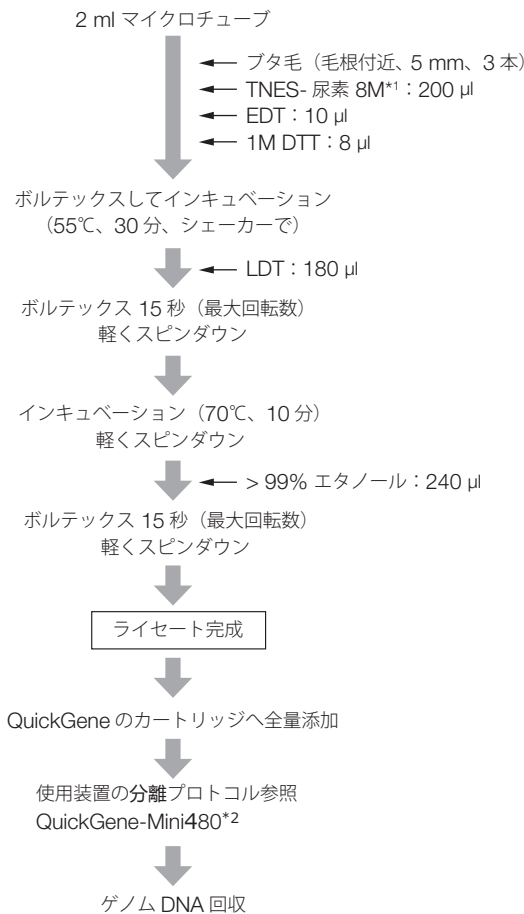 2 ml マイクロチューブ
ブタ毛（毛根付近、5 mm、3 本）
TNES- 尿素 8M*1：200 μl
EDT：10 μl
1M DTT：8 μl
ボルテックスしてインキュベーション
（55℃、30 分、シェーカーで）
LDT：180 μl
ボルテックス 15 秒（最大回転数）
軽くスピンダウン
インキュベーション（70℃、10 分）
軽くスピンダウン
> 99% エタノール：240 μl
ボルテックス 15 秒（最大回転数）
軽くスピンダウン
ライセート完成
QuickGene のカートリッジへ全量添加
使用装置の分離プロトコル参照
QuickGene-Mini480*2
ゲノム DNA 回収